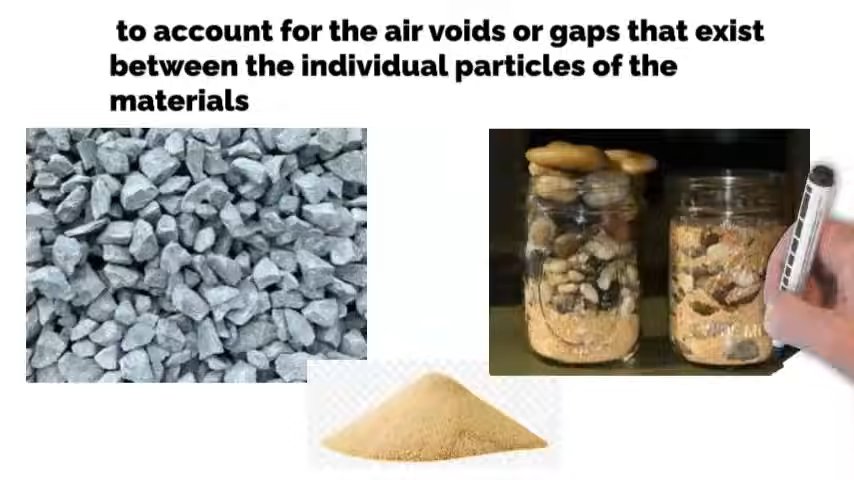 to account for the air voids or gaps that exist
between the individual particles of the
materials